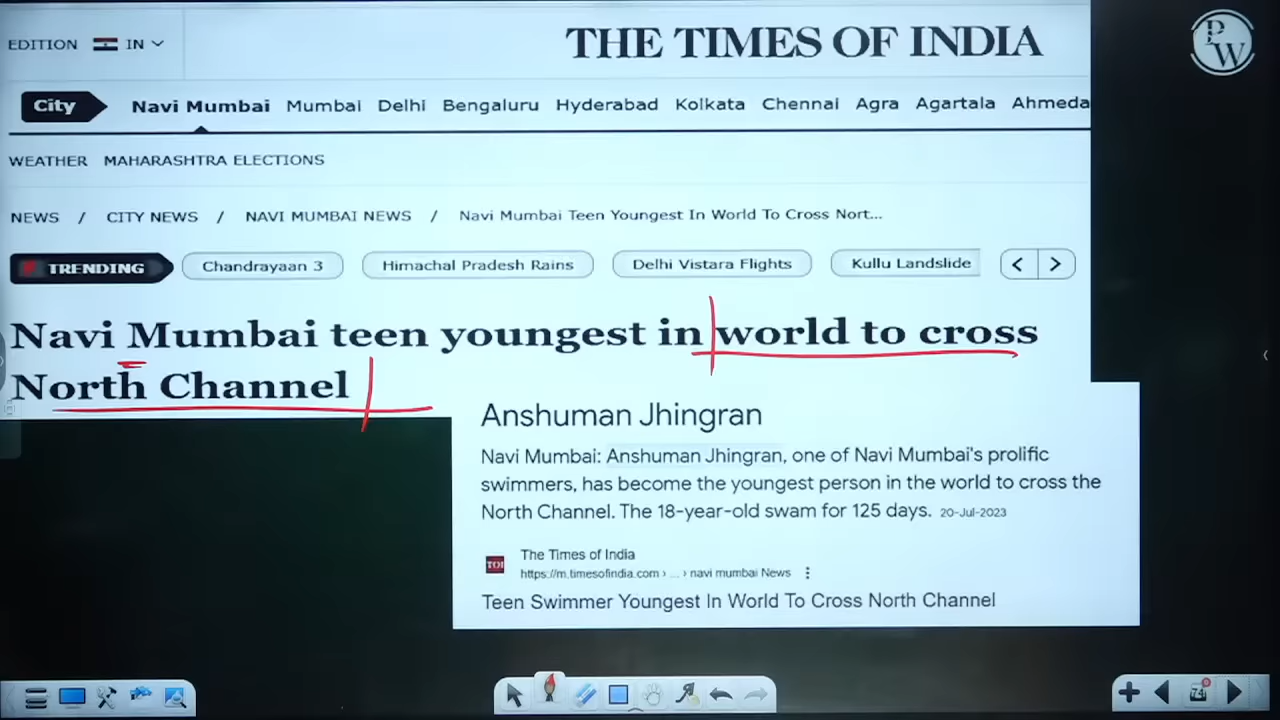 EDITION IN
THE TIMES OF INDIA
P
W
City Navi Mumbai Mumbai Delhi Bengaluru Hyderabad Kolkata Chennai Agra Agartala Ahmeda
WEATHER MAHARASHTRA ELECTIONS
NEWS / CITY NEWS / NAVI MUMBAI NEWS / Navi Mumbai Teen Youngest In World To Cross Nort...
TRENDING Chandrayaan 3 Himachal Pradesh Rains Delhi Vistara Flights Kullu Landslide < >
Navi Mumbai teen youngest in world to cross
North Channel
Anshuman Jhingran
Navi Mumbai: Anshuman Jhingran, one of Navi Mumbai's prolific
swimmers, has become the youngest person in the world to cross the
North Channel. The 18-year-old swam for 125 days. 20-Jul-2023
TOI The Times of India
https://m.timesofindia.com › ... › navi mumbai News
Teen Swimmer Youngest In World To Cross North Channel
74